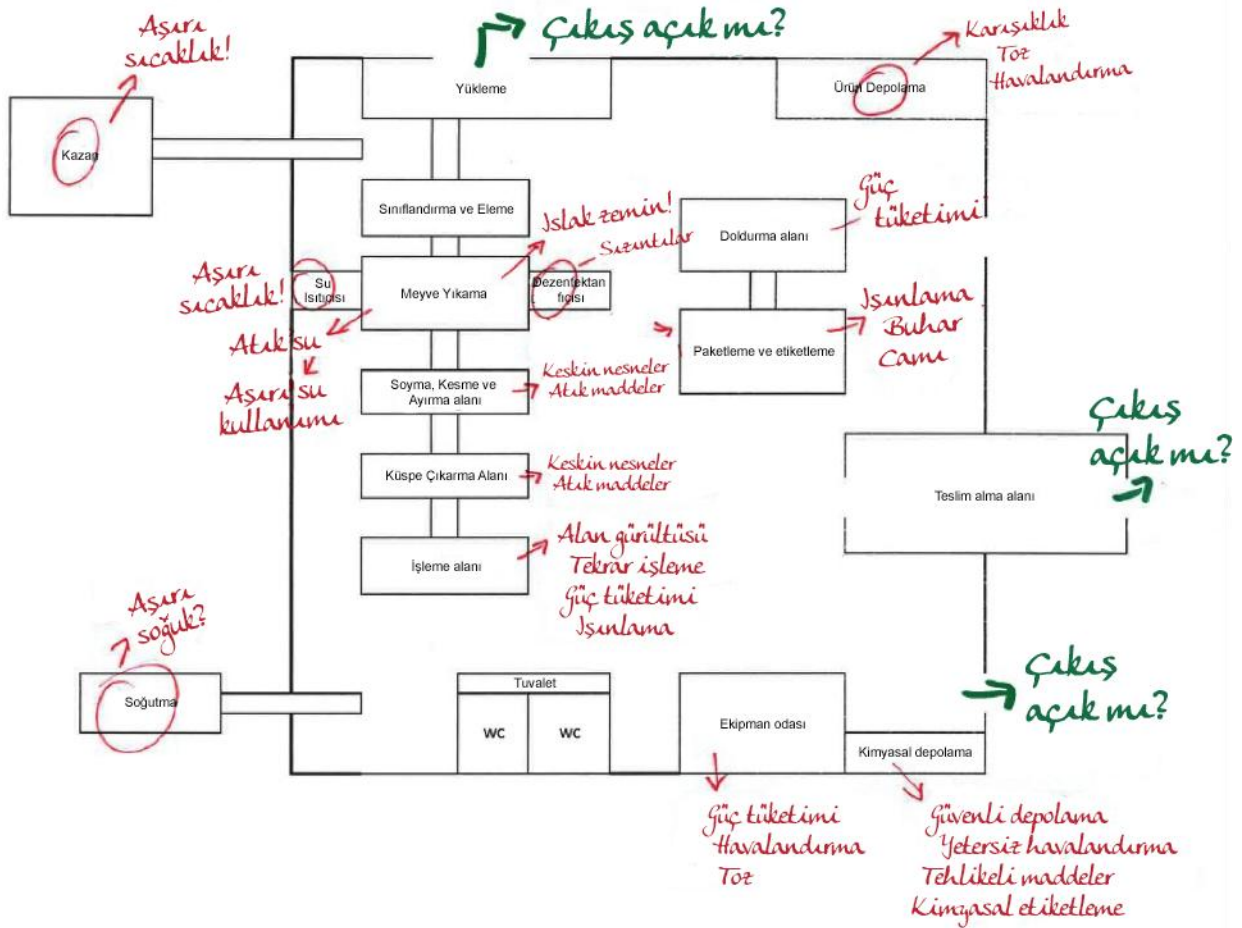 Aşırı
sıcaklık!
Çıkış açık mı?
Karışıklık
Toz
Havalandırma
Yükleme
Ürün Depolama
Kazan
Sınıflandırma ve Eleme
Islak zemin!
Sızıntılar
Güç
tüketimi
Doldurma alanı
Aşırı
sıcaklık!
Su
Isıtıcısı
Meyve Yıkama
Dezentektan
fıçısı
Atık su
Aşırı su
kullanımı
Işınlama
Buhar
Camı
Paketleme ve etiketleme
Soyma, Kesme ve
Ayırma alanı
Keskin nesneler
Atık maddeler
Çıkış
açık mı?
Küspe Çıkarma Alanı
Keskin nesneler
Atık maddeler
Teslim alma alanı
İşleme alanı
Alan gürültüsü
Tekrar işleme
Güç tüketimi
Işınlama
Aşırı
soğuk?
Soğutma
Tuvalet
WC
WC
Ekipman odası
Çıkış
açık mı?
Kimyasal depolama
Güç tüketimi
Havalandırma
Toz
Güvenli depolama
Yetersiz havalandırma
Tehlikeli maddeler
Kimyasal etiketleme